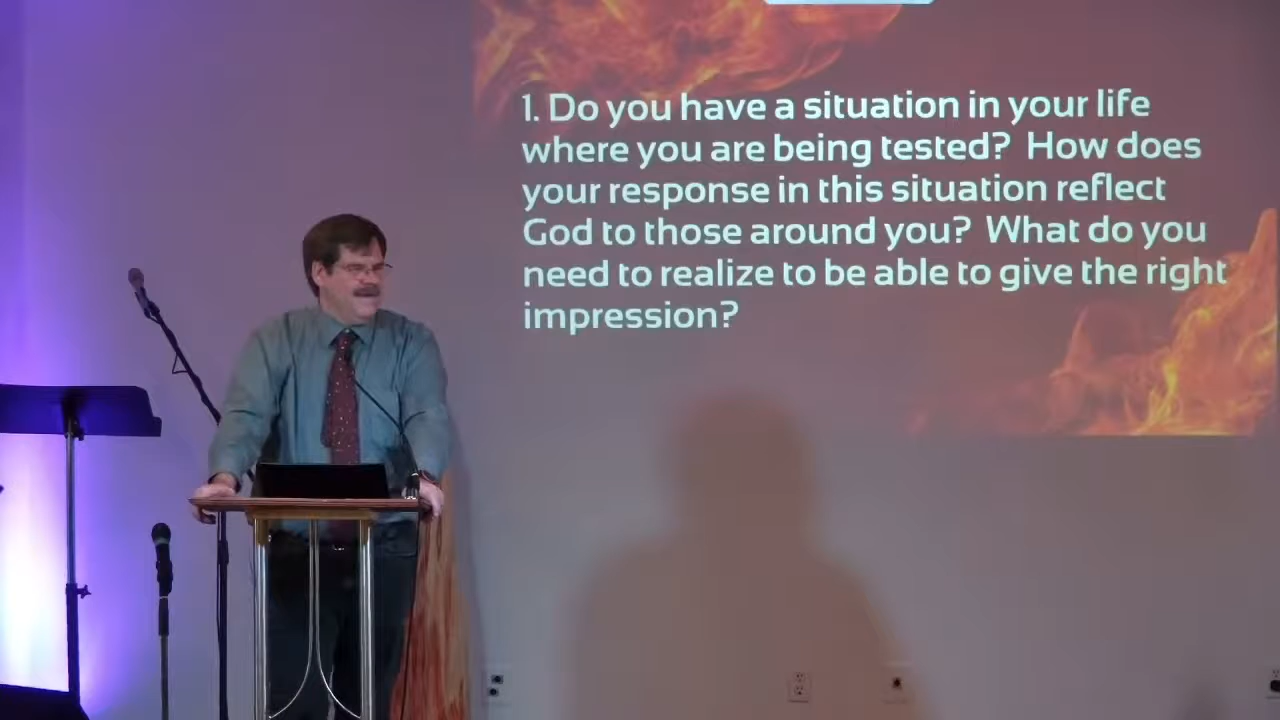 1. Do you have a situation in your life
where you are being tested?  How does
your response in this situation reflect
God to those around you?  What do you
need to realize to be able to give the right
impression?